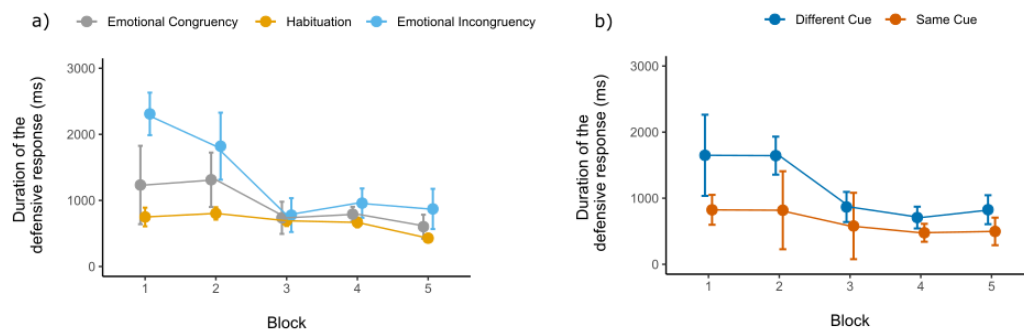 a)
Emotional Congruency Habituation Emotional Incongruency
Duration of the
defensive response (ms)
3000
2000
1000
0
1 2 3 4 5
Block
b)
Different Cue Same Cue
Duration of the
defensive response (ms)
3000
2000
1000
0
1 2 3 4 5
Block